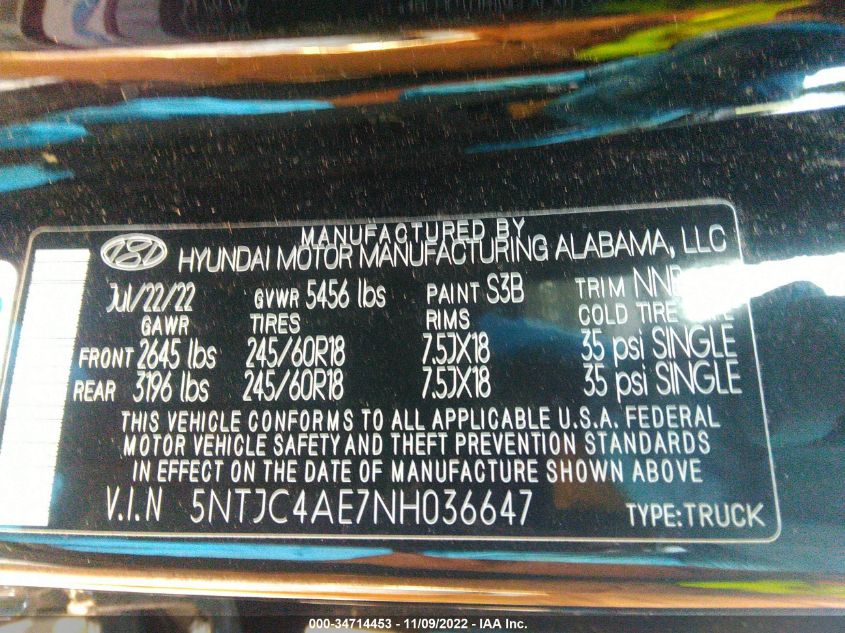 MANUFACTURED BY
HYUNDAI MOTOR MANUFACTURING ALABAMA, LLC
Jul/22/22 GVWR 5456 lbs PAINT S3B TRIM
GAWR TIRES RIMS COLD TIRE
FRONT 2645 lbs 245/60R18 7.5JX18 35 psi SINGLE
REAR 3196 lbs 245/60R18 7.5JX18 35 psi SINGLE
THIS VEHICLE CONFORMS TO ALL APPLICABLE U.S.A. FEDERAL
MOTOR VEHICLE SAFETY AND THEFT PREVENTION STANDARDS
IN EFFECT ON THE DATE OF MANUFACTURE SHOWN ABOVE
V.I.N 5NTJC4AE7NH036647 TYPE:TRUCK
000-34714453 - 11/09/2022 - IAA Inc.